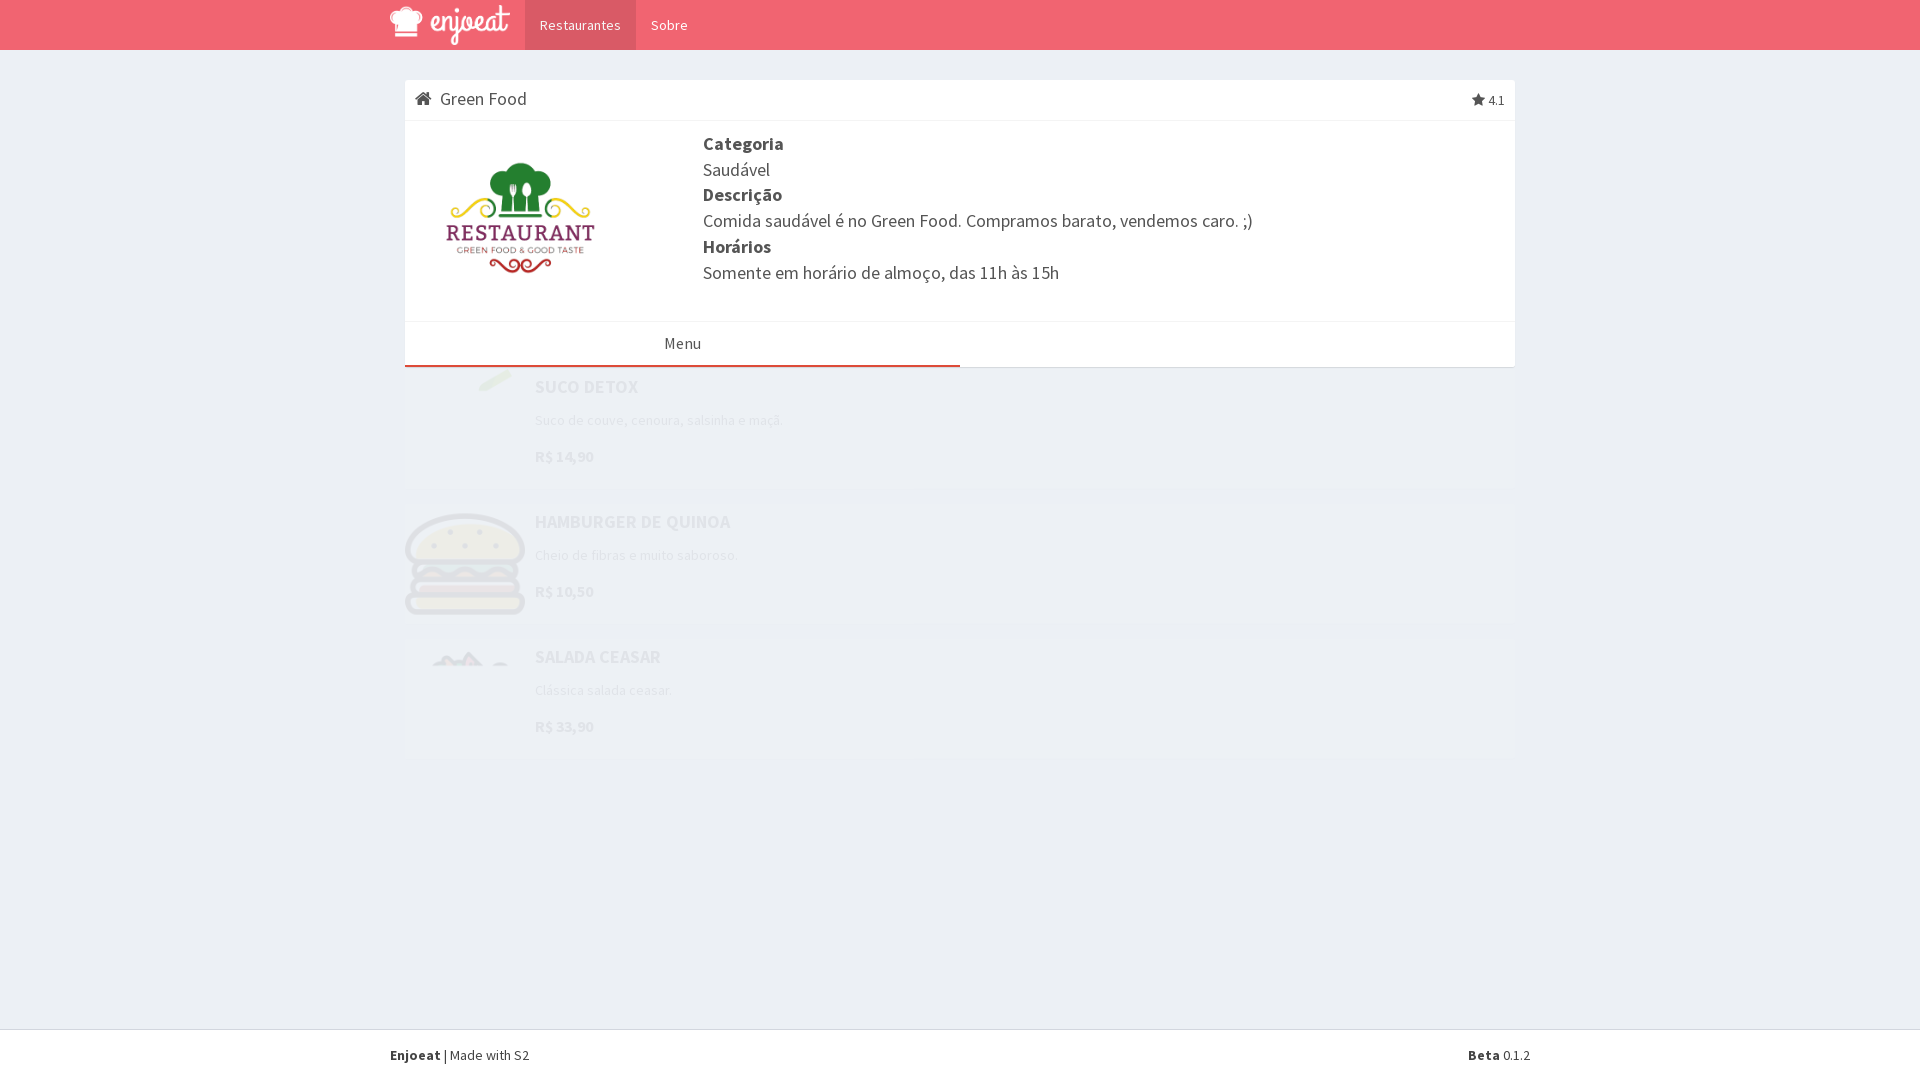 enjoeat Restaurantes Sobre
Green Food 4.1
RESTAURANT
GREEN FOOD & GOOD TASTE
Categoria
Saudável
Descrição
Comida saudável é no Green Food. Compramos barato, vendemos caro. ;)
Horários
Somente em horário de almoço, das 11h às 15h
Menu
SUCO DETOX
Suco de couve, cenoura, salsinha e maçã.
R$ 14,90
HAMBURGER DE QUINOA
Cheio de fibras e muito saboroso.
R$ 10,50
SALADA CEASAR
Clássica salada ceasar.
R$ 33,90
Enjoeat | Made with S2 Beta 0.1.2